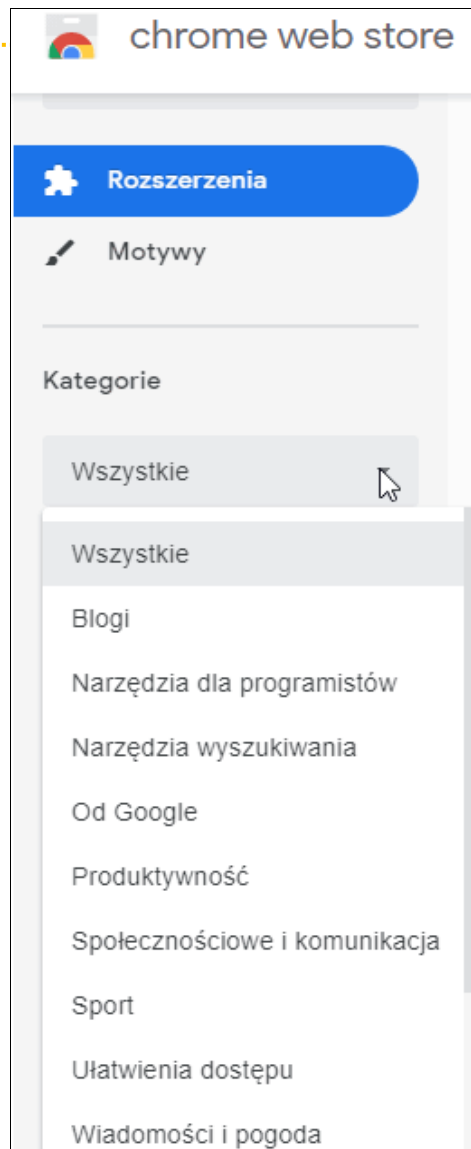 chrome web store
Rozszerzenia
Motywy
Kategorie
Wszystkie
Wszystkie
Blogi
Narzędzia dla programistów
Narzędzia wyszukiwania
Od Google
Produktywność
Społecznościowe i komunikacja
Sport
Ułatwienia dostępu
Wiadomości i pogoda